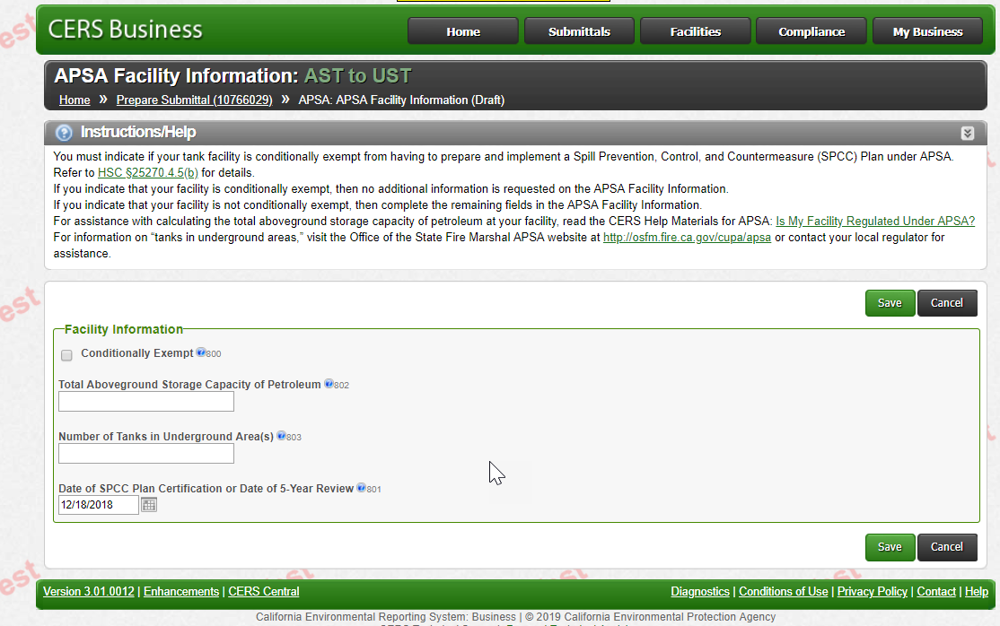 CERS Business
Home
Submittals
Facilities
Compliance
My Business
APSA Facility Information: AST to UST
Home » Prepare Submittal (10766029) » APSA: APSA Facility Information (Draft)
Instructions/Help
You must indicate if your tank facility is conditionally exempt from having to prepare and implement a Spill Prevention, Control, and Countermeasure (SPCC) Plan under APSA.
Refer to HSC §25270.4.5(b) for details.
If you indicate that your facility is conditionally exempt, then no additional information is requested on the APSA Facility Information.
If you indicate that your facility is not conditionally exempt, then complete the remaining fields in the APSA Facility Information.
For assistance with calculating the total aboveground storage capacity of petroleum at your facility, read the CERS Help Materials for APSA: Is My Facility Regulated Under APSA?
For information on “tanks in underground areas,” visit the Office of the State Fire Marshal APSA website at http://osfm.fire.ca.gov/cupa/apsa or contact your local regulator for
assistance.
Save Cancel
Facility Information
Conditionally Exempt ?800
Total Aboveground Storage Capacity of Petroleum ?802
Number of Tanks in Underground Area(s) ?803
Date of SPCC Plan Certification or Date of 5-Year Review ?801
12/18/2018
Save Cancel
Version 3.01.0012 | Enhancements | CERS Central
Diagnostics | Conditions of Use | Privacy Policy | Contact | Help
California Environmental Reporting System: Business | © 2019 California Environmental Protection Agency